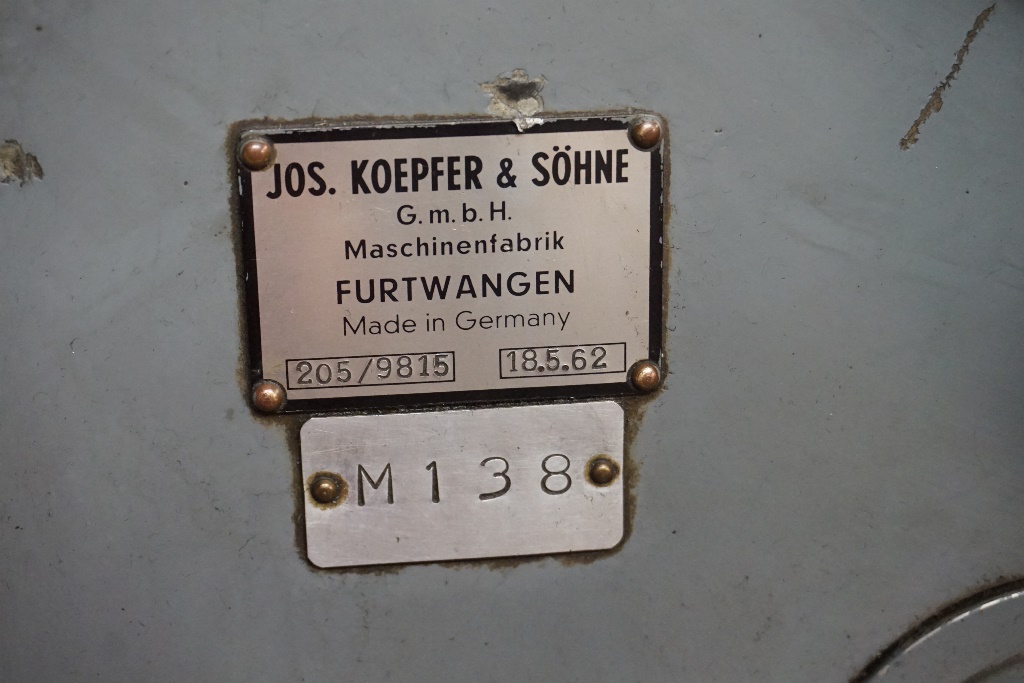 JOS. KOEPFER & SÖHNE
G.m.b.H.
Maschinenfabrik
FURTWANGEN
Made in Germany
205/9815 18.5.62
M138